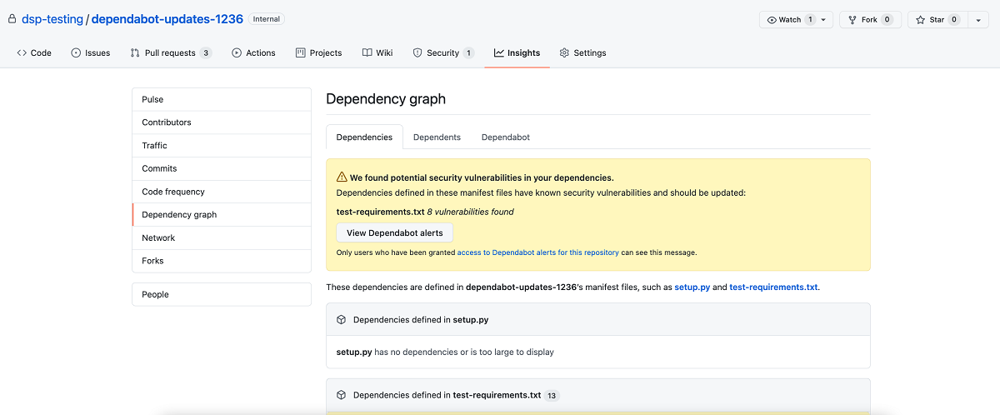 dsp-testing / dependabot-updates-1236 Internal
Watch 1 Fork 0 Star 0
Code Issues Pull requests 3 Actions Projects Wiki Security 1 Insights Settings
Pulse
Contributors
Traffic
Commits
Code frequency
Dependency graph
Network
Forks
People
Dependency graph
Dependencies Dependents Dependabot
We found potential security vulnerabilities in your dependencies.
Dependencies defined in these manifest files have known security vulnerabilities and should be updated:
test-requirements.txt 8 vulnerabilities found
View Dependabot alerts
Only users who have been granted access to Dependabot alerts for this repository can see this message.
These dependencies are defined in dependabot-updates-1236's manifest files, such as setup.py and test-requirements.txt.
Dependencies defined in setup.py
setup.py has no dependencies or is too large to display
Dependencies defined in test-requirements.txt 13